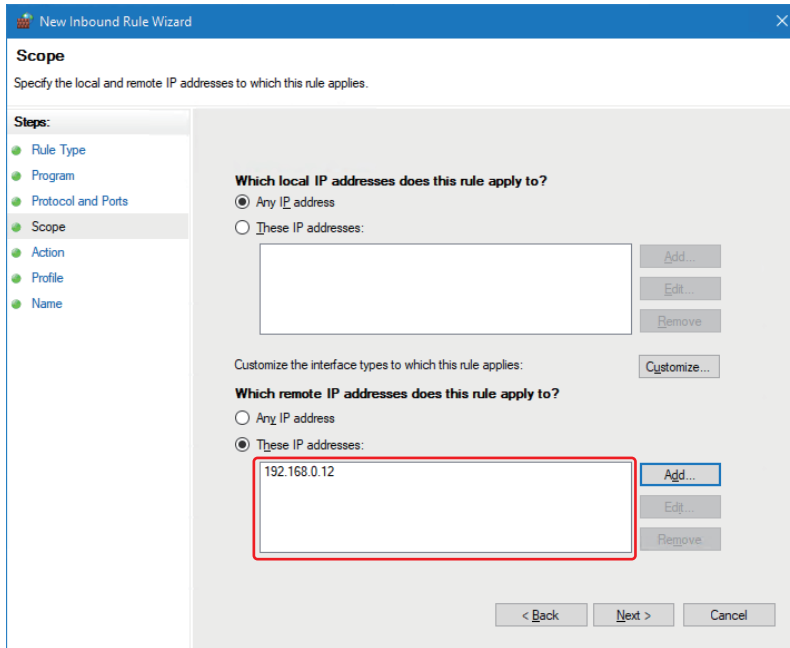 New Inbound Rule Wizard
Scope
Specify the local and remote IP addresses to which this rule applies.
Steps:
Rule Type
Program
Protocol and Ports
Scope
Action
Profile
Name
Which local IP addresses does this rule apply to?
Any IP address
These IP addresses:
Add...
Edit...
Remove
Customize the interface types to which this rule applies:
Customize...
Which remote IP addresses does this rule apply to?
Any IP address
These IP addresses:
192.168.0.12
Add...
Edit...
Remove
< Back
Next >
Cancel